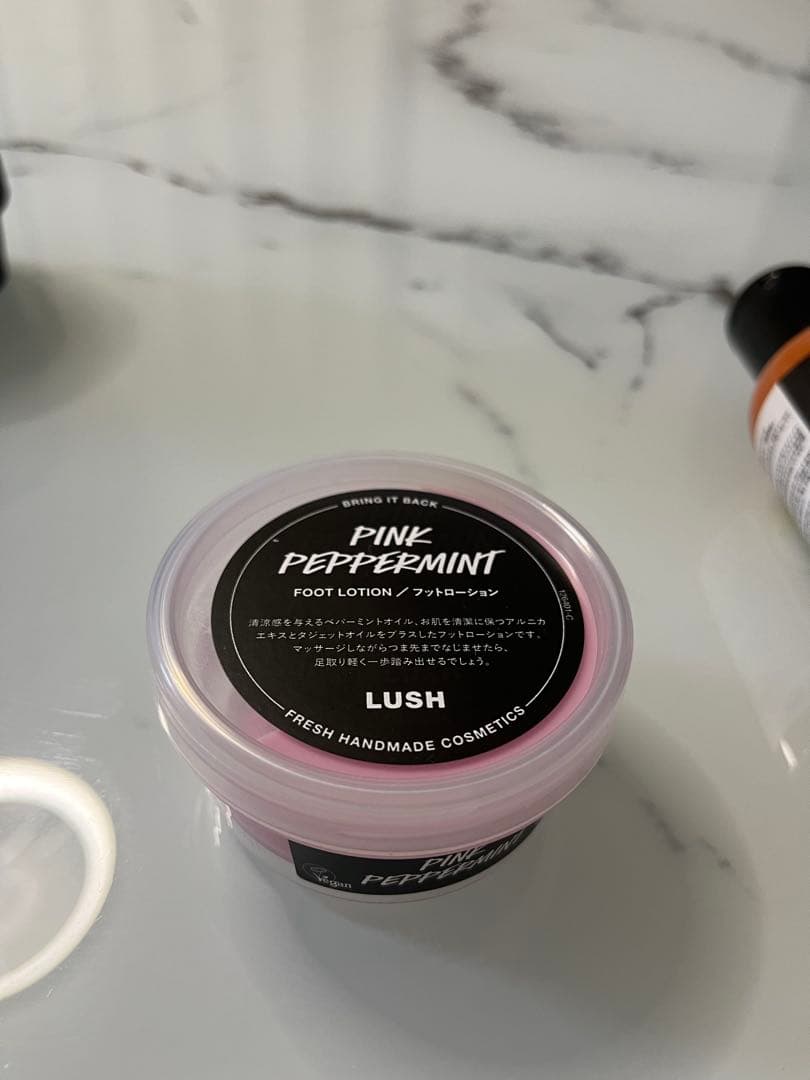 BRING IT BACK
PINK
PEPPERMINT
FOOT LOTION / フットローション
清涼感を与えるペパーミントオイル、お肌を清潔に保つアルニカ
エキスとタジェットオイルをプラスしたフットローションです。
マッサージしながらつま先までなじませたら、
足取り軽く一歩踏み出せるでしょう。
LUSH
FRESH HANDMADE COSMETICS
126401-C
PINK
PEPPERMINT
vegan